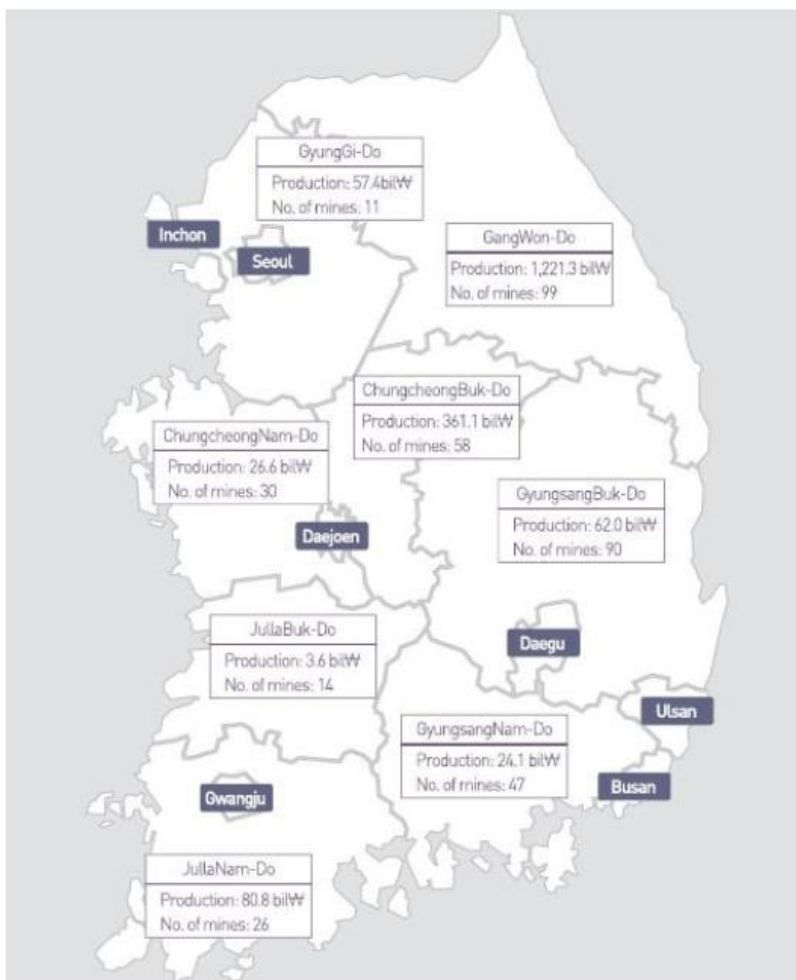 GyungGi-Do
Production: 57.4bil₩
No. of mines: 11
Inchon
Seoul
GangWon-Do
Production: 1,221.3 bil₩
No. of mines: 99
ChungcheongBuk-Do
Production: 361.1 bil₩
No. of mines: 58
ChungcheongNam-Do
Production: 26.6 bil₩
No. of mines: 30
GyungsangBuk-Do
Production: 62.0 bil₩
No. of mines: 90
Daejoen
JullaBuk-Do
Production: 3.6 bil₩
No. of mines: 14
Daegu
Ulsan
GyungsangNam-Do
Production: 24.1 bil₩
No. of mines: 47
Busan
Gwangju
JullaNam-Do
Production: 80.8 bil₩
No. of mines: 26